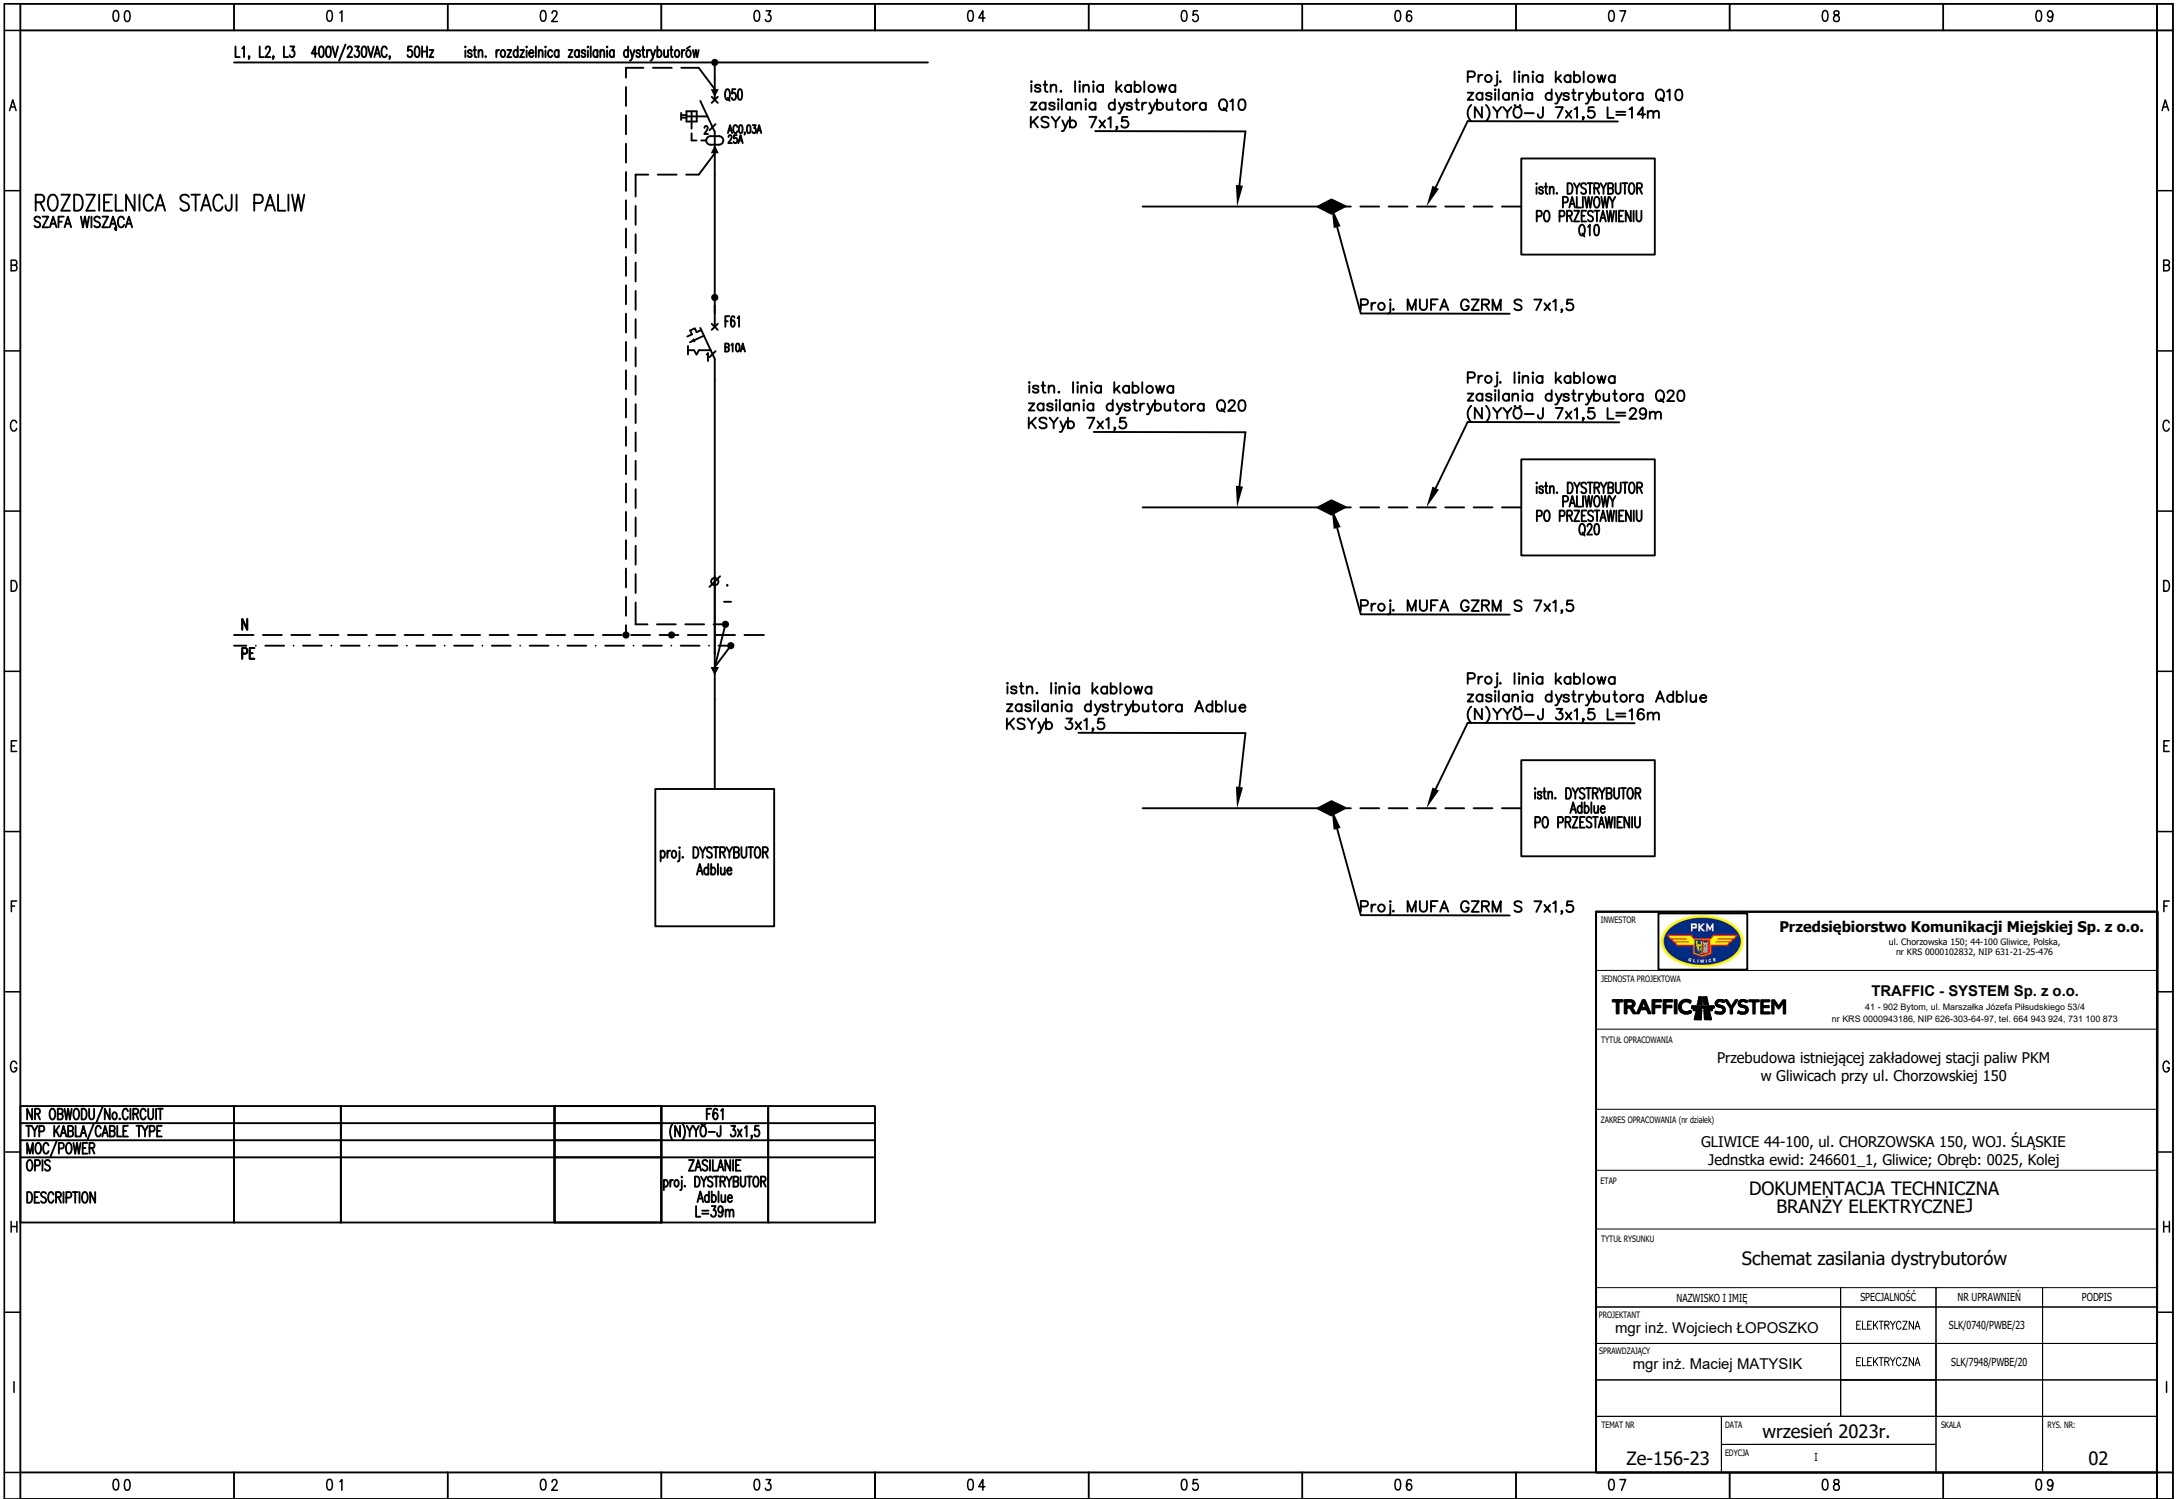 00 01 02 03 04 05 06 07 08 09
A
B
C
D
E
F
G
H
I
A
B
C
D
E
F
G
H
I
L1, L2, L3 400V/230VAC, 50Hz istn. rozdzielnica zasilania dystrybutorów
Q50
2
AC0,03A
25A
ROZDZIELNICA STACJI PALIW
SZAFA WISZĄCA
F61
B10A
1
N
PE
proj. DYSTRYBUTOR
Adblue
istn. linia kablowa
zasilania dystrybutora Q10
KSYyb 7x1,5
Proj. linia kablowa
zasilania dystrybutora Q10
(N)YYÖ-J 7x1,5 L=14m
istn. DYSTRYBUTOR
PALIWOWY
PO PRZESTAWIENIU
Q10
Proj. MUFA GZRM S 7x1,5
istn. linia kablowa
zasilania dystrybutora Q20
KSYyb 7x1,5
Proj. linia kablowa
zasilania dystrybutora Q20
(N)YYÖ-J 7x1,5 L=29m
istn. DYSTRYBUTOR
PALIWOWY
PO PRZESTAWIENIU
Q20
Proj. MUFA GZRM S 7x1,5
istn. linia kablowa
zasilania dystrybutora Adblue
KSYyb 3x1,5
Proj. linia kablowa
zasilania dystrybutora Adblue
(N)YYÖ-J 3x1,5 L=16m
istn. DYSTRYBUTOR
Adblue
PO PRZESTAWIENIU
Proj. MUFA GZRM S 7x1,5
NR OBWODU/No.CIRCUIT F61
TYP KABLA/CABLE TYPE (N)YYÖ-J 3x1,5
MOC/POWER
OPIS
DESCRIPTION
ZASILANIE
proj. DYSTRYBUTOR
Adblue
L=39m
INWESTOR
PKM
GLIWICE
Przedsiębiorstwo Komunikacji Miejskiej Sp. z o.o.
ul. Chorzowska 150; 44-100 Gliwice, Polska,
nr KRS 0000102832, NIP 631-21-25-476
JEDNOSTA PROJEKTOWA
TRAFFIC SYSTEM
TRAFFIC - SYSTEM Sp. z o.o.
41 - 902 Bytom, ul. Marszałka Józefa Piłsudskiego 53/4
nr KRS 0000943186, NIP 626-303-64-97, tel. 664 943 924, 731 100 873
TYTUŁ OPRACOWANIA
Przebudowa istniejącej zakładowej stacji paliw PKM
w Gliwicach przy ul. Chorzowskiej 150
ZAKRES OPRACOWANIA (nr działek)
GLIWICE 44-100, ul. CHORZOWSKA 150, WOJ. ŚLĄSKIE
Jednstka ewid: 246601_1, Gliwice; Obręb: 0025, Kolej
ETAP
DOKUMENTACJA TECHNICZNA
BRANŻY ELEKTRYCZNEJ
TYTUŁ RYSUNKU
Schemat zasilania dystrybutorów
NAZWISKO I IMIĘ SPECJALNOŚĆ NR UPRAWNIEŃ PODPIS
PROJEKTANT
mgr inż. Wojciech ŁOPOSZKO ELEKTRYCZNA SLK/0740/PWBE/23
SPRAWDZAJĄCY
mgr inż. Maciej MATYSIK ELEKTRYCZNA SLK/7948/PWBE/20
TEMAT NR
Ze-156-23
DATA
wrzesień 2023r.
EDYCJA
I
SKALA
RYS. NR:
02
00 01 02 03 04 05 06 07 08 09